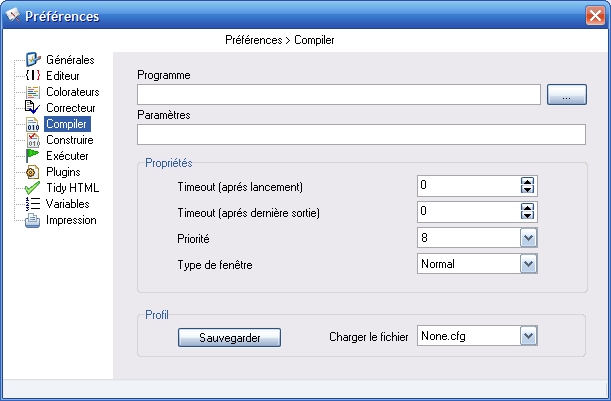 Préférences
Préférences > Compiler
Générales
Editeur
Colorateurs
Correcteur
Compiler
Construire
Exécuter
Plugins
Tidy HTML
Variables
Impression
Programme
...
Paramètres
Propriétés
Timeout (aprés lancement)
0
Timeout (aprés dernière sortie)
0
Priorité
8
Type de fenêtre
Normal
Profil
Sauvegarder
Charger le fichier
None.cfg